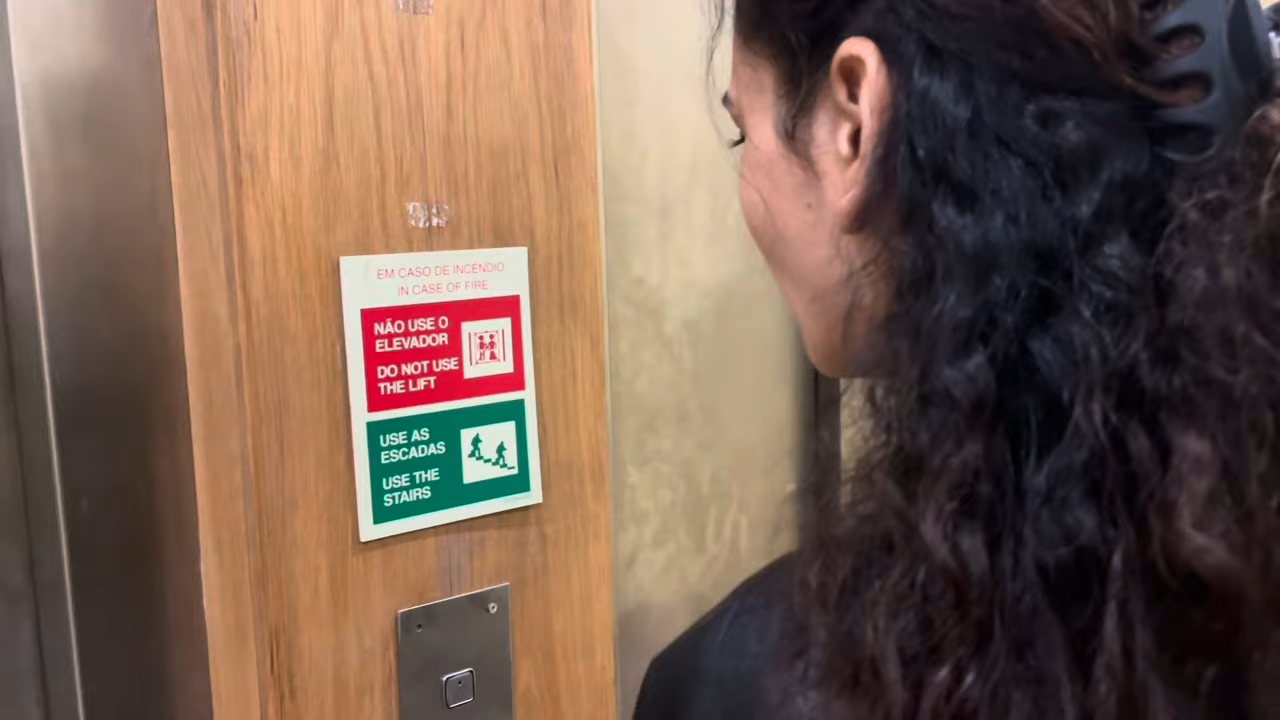 EM CASO DE INCÊNDIO
IN CASE OF FIRE
NÃO USE O
ELEVADOR
DO NOT USE
THE LIFT
USE AS
ESCADAS
USE THE
STAIRS